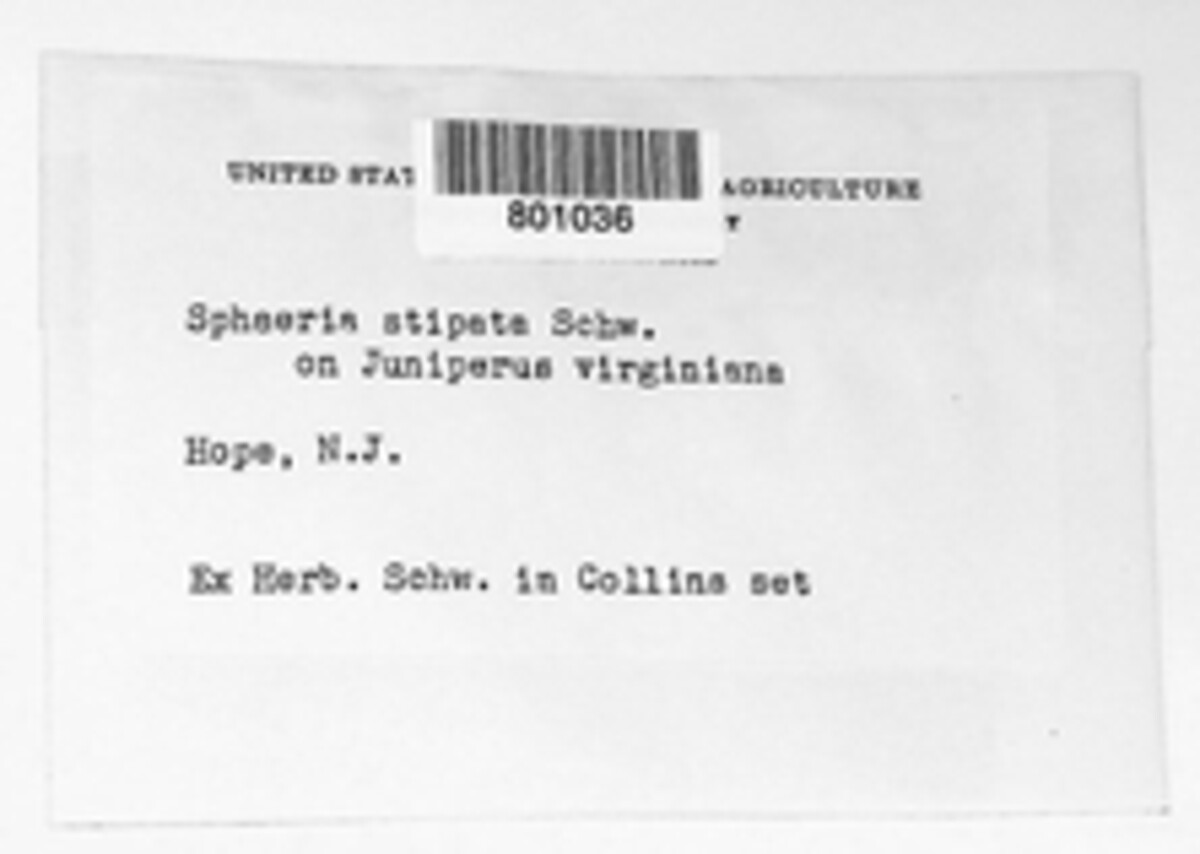 UNITED STAT AGRICULTURE
Y
801036
Sphaeria stipata Schw.
on Juniperus virginiana
Hope, N.J.
Ex Herb. Schw. in Collins set